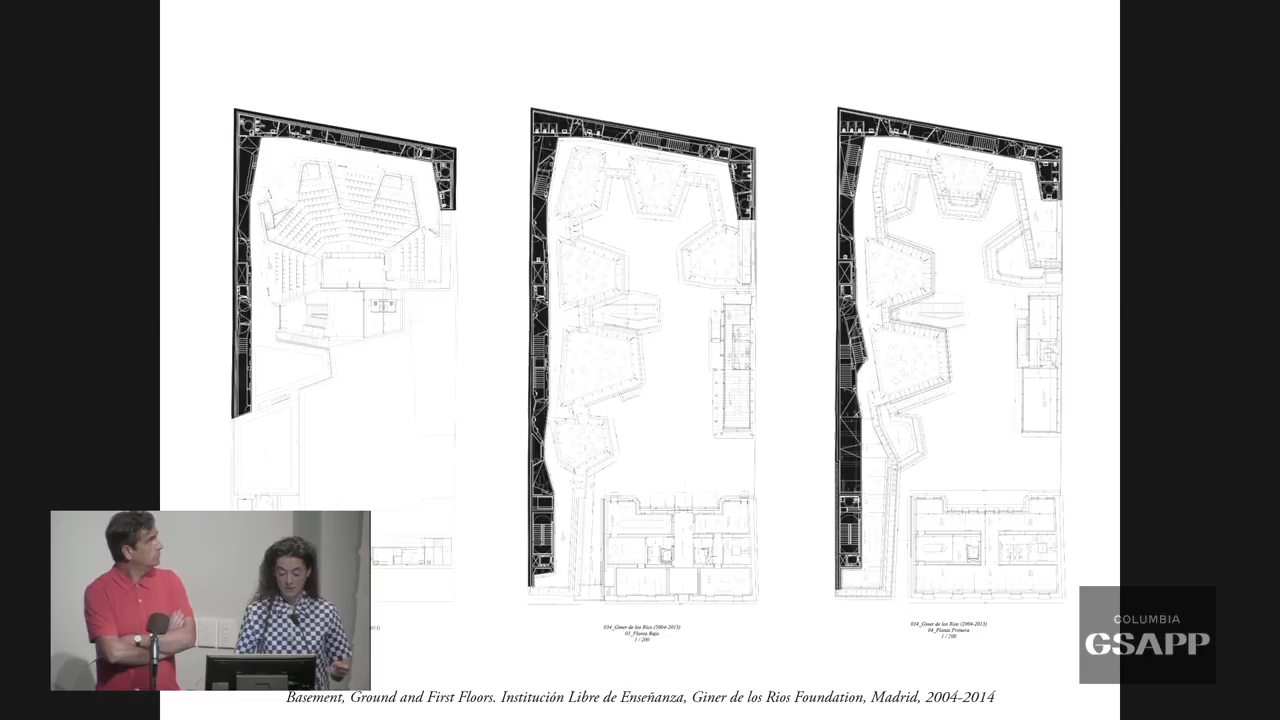 034_Giner de los Rios (2004-2013)
03_Planta Baja
1 / 200
034_Giner de los Rios (2004-2013)
04_Planta Primera
1 / 200
COLUMBIA
GSAPP
Basement, Ground and First Floors. Institución Libre de Enseñanza, Giner de los Rios Foundation, Madrid, 2004-2014